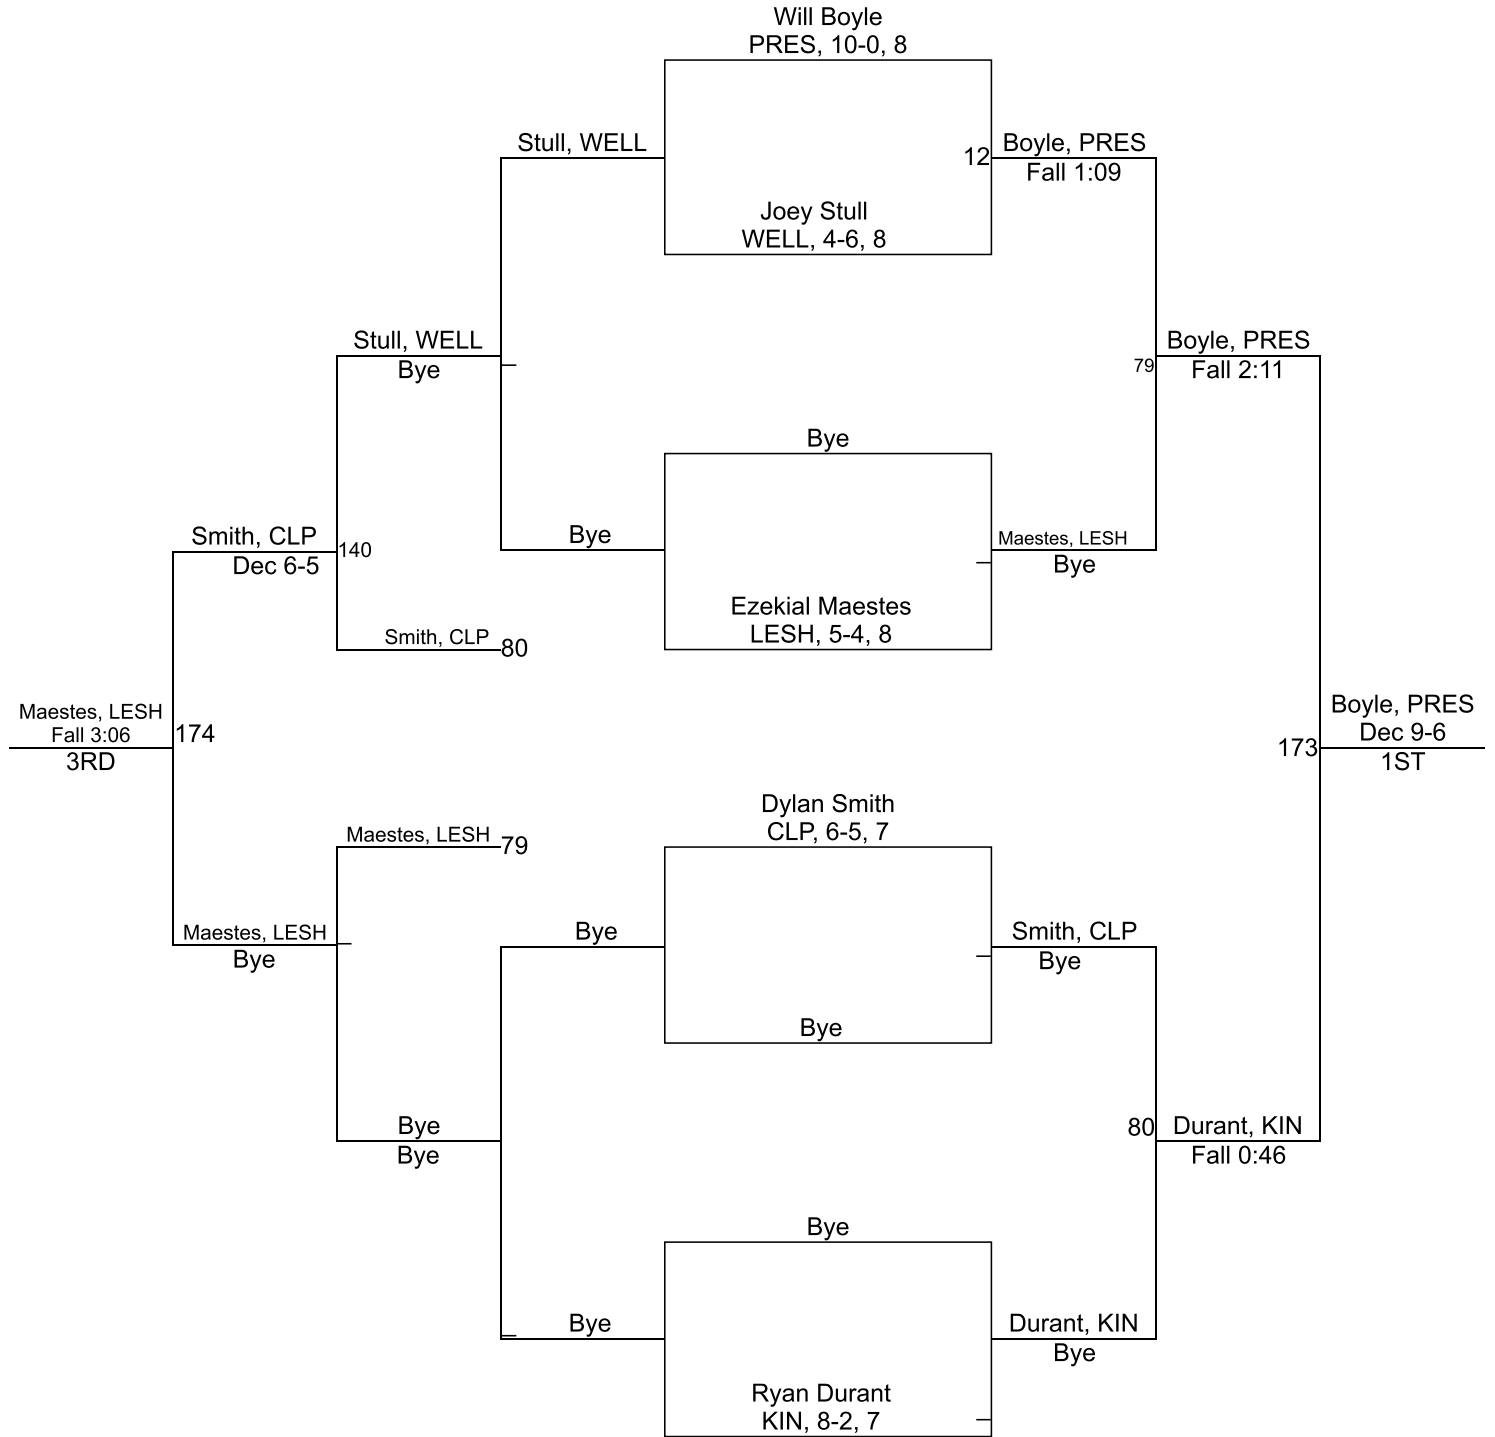 Will Boyle
PRES, 10-0, 8
Stull, WELL
12
Boyle, PRES
Fall 1:09
Joey Stull
WELL, 4-6, 8
Stull, WELL
Bye
79
Boyle, PRES
Fall 2:11
Bye
Smith, CLP
Dec 6-5
140
Bye
Maestes, LESH
Bye
Ezekial Maestes
LESH, 5-4, 8
Smith, CLP
80
Maestes, LESH
Fall 3:06
3RD
174
173
Boyle, PRES
Dec 9-6
1ST
Dylan Smith
CLP, 6-5, 7
Maestes, LESH
79
Maestes, LESH
Bye
Bye
Smith, CLP
Bye
Bye
Bye
Bye
80
Durant, KIN
Fall 0:46
Bye
Bye
Durant, KIN
Bye
Ryan Durant
KIN, 8-2, 7